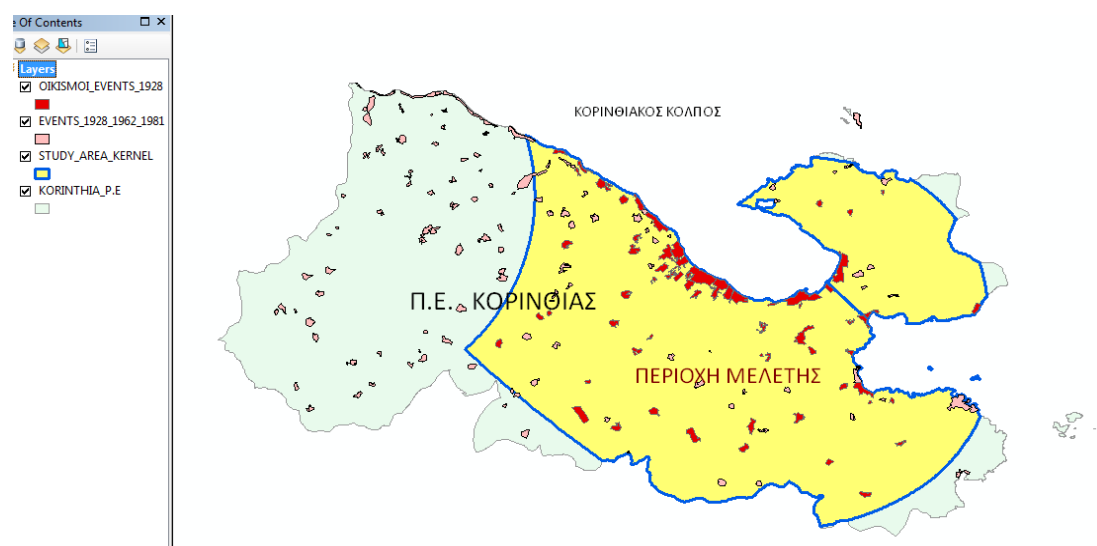 e Of Contents
Layers
OIKISMOI_EVENTS_1928
EVENTS_1928_1962_1981
STUDY_AREA_KERNEL
KORINTHIA_P.E
ΚΟΡΙΝΘΙΑΚΟΣ ΚΟΛΠΟΣ
Π.Ε. ΚΟΡΙΝΘΙΑΣ
ΠΕΡΙΟΧΗ ΜΕΛΕΤΗΣ